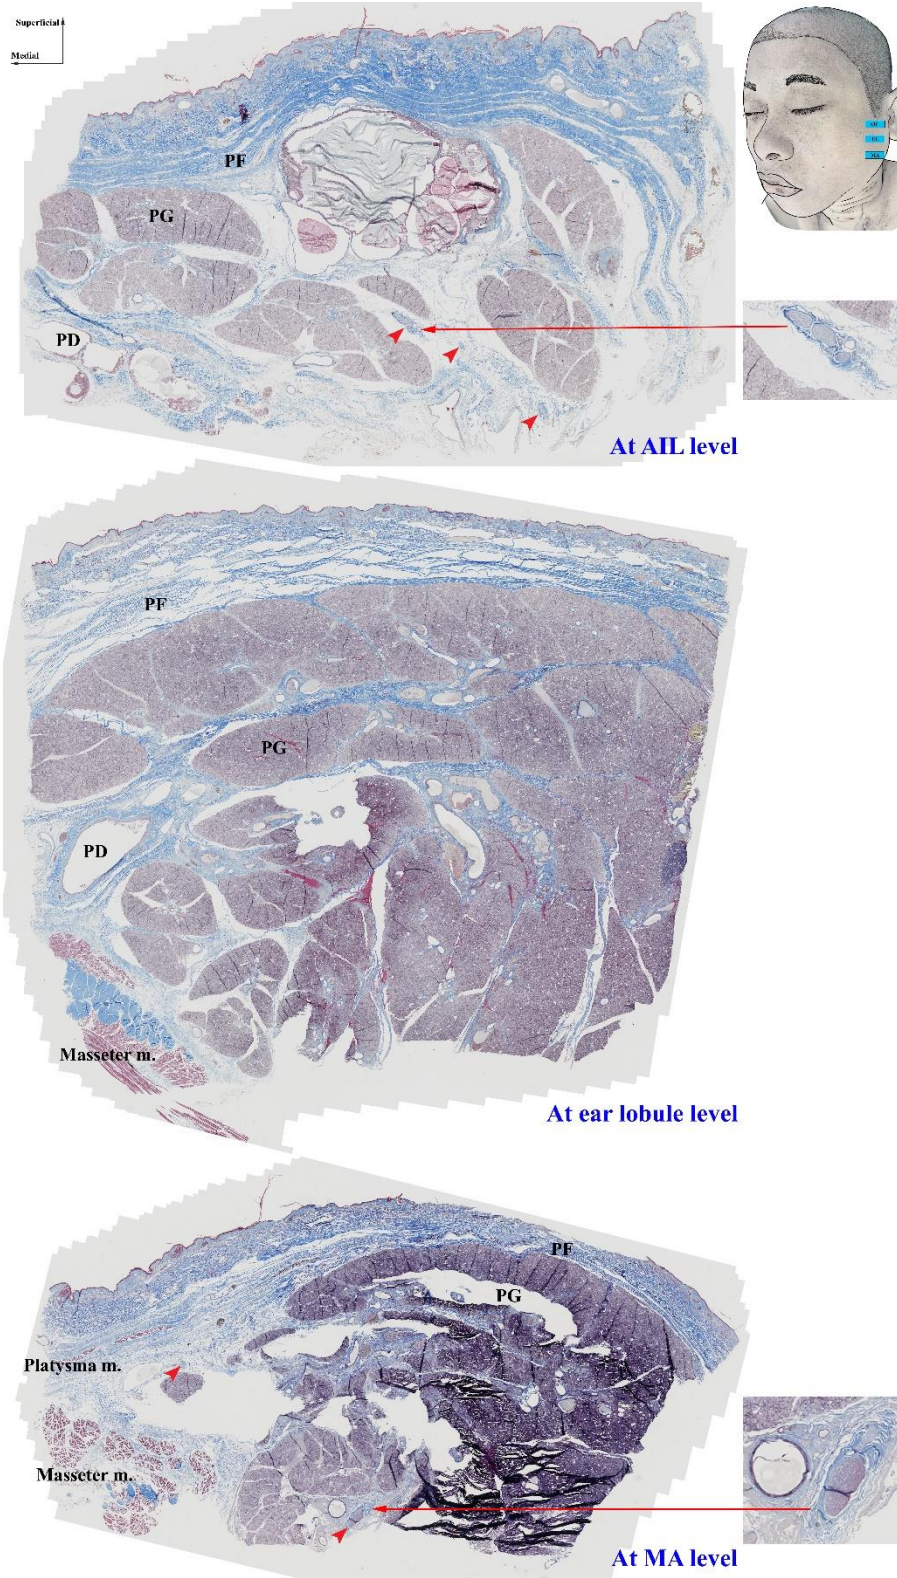 Superficial
Medial
PF
PG
PD
At AIL level
PF
PG
PD
Masseter m.
At ear lobule level
PF
PG
Platysma m.
Masseter m.
At MA level